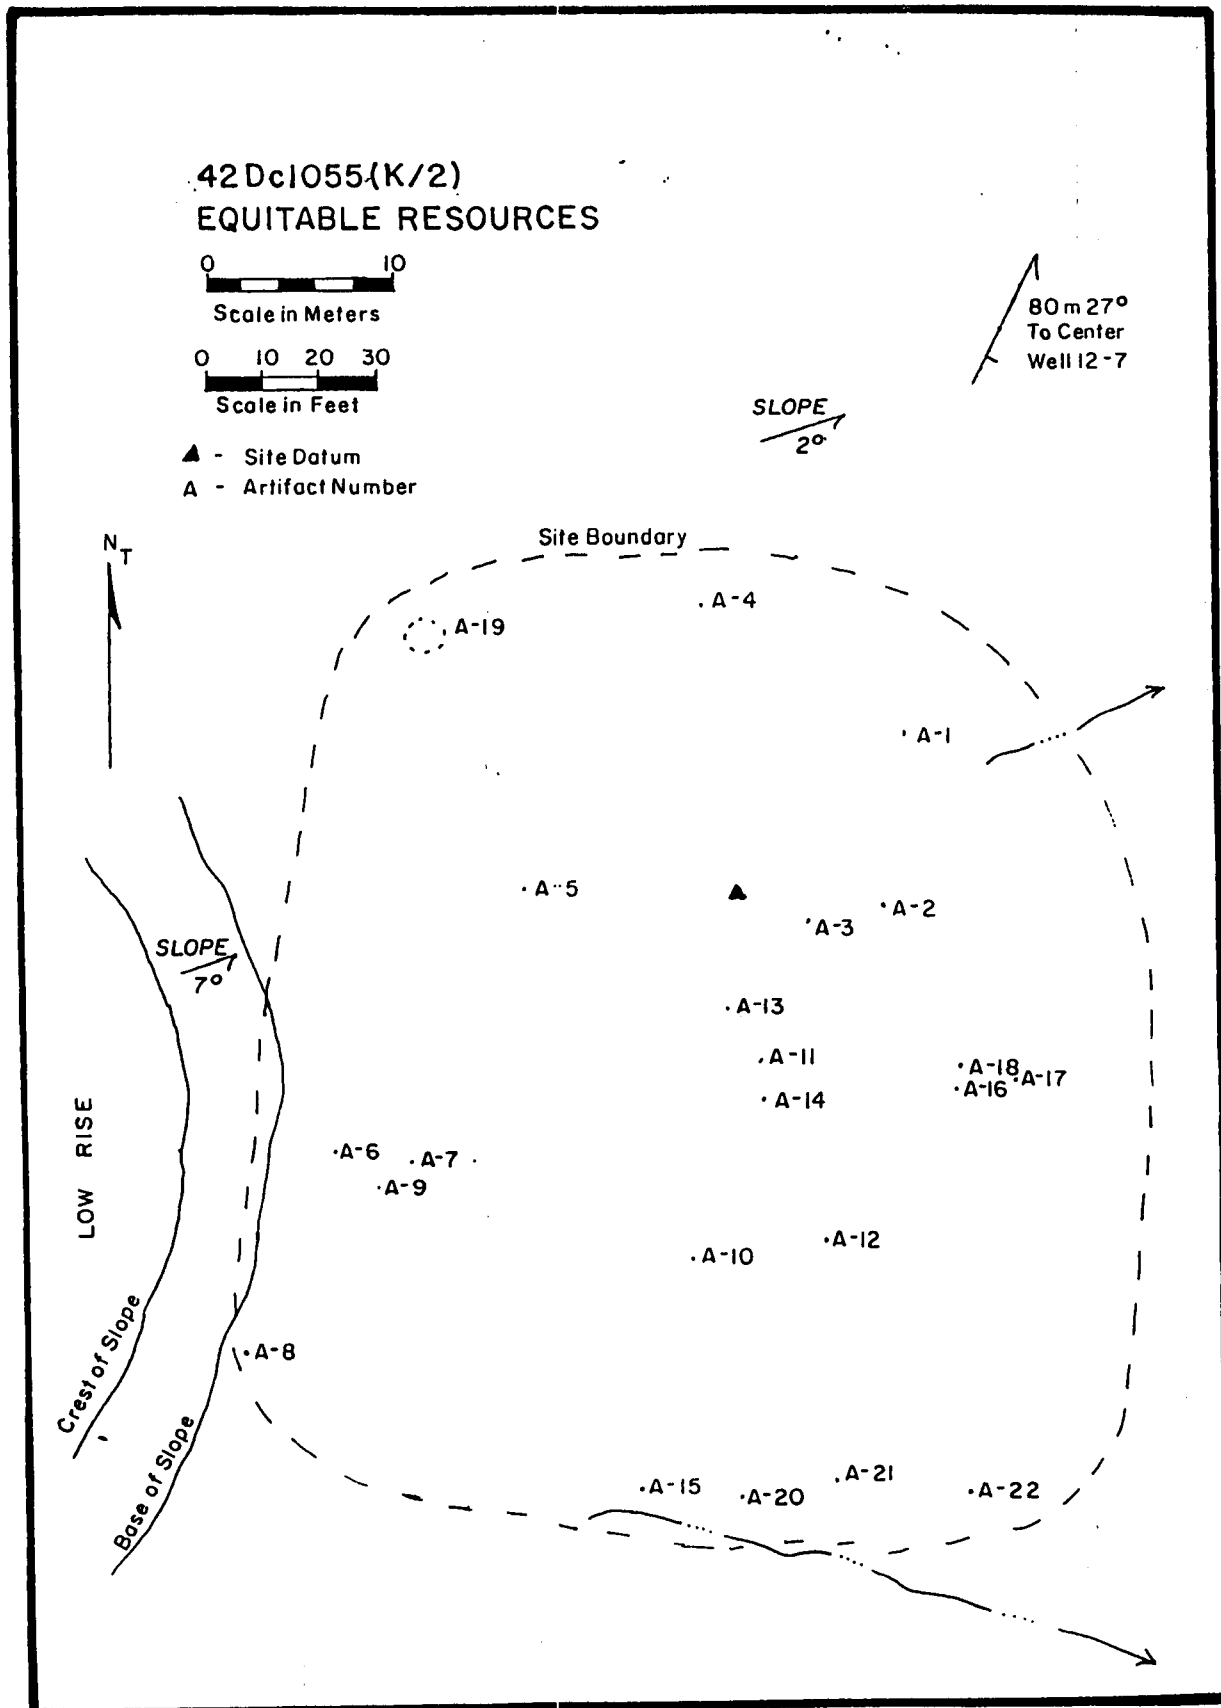 42Dc1055(K/2)
EQUITABLE RESOURCES
0 10
Scale in Meters
0 10 20 30
Scale in Feet
▲ - Site Datum
A - Artifact Number
80 m 27°
To Center
Well 12-7
SLOPE
2°
NT
Site Boundary
A-4
A-19
A-1
A-5
A-2
A-3
SLOPE
7°
A-13
A-11
A-18
A-17
A-16
A-14
LOW RISE
A-6
A-7
A-9
A-12
A-10
A-8
Crest of Slope
Base of Slope
A-15
A-20
A-21
A-22